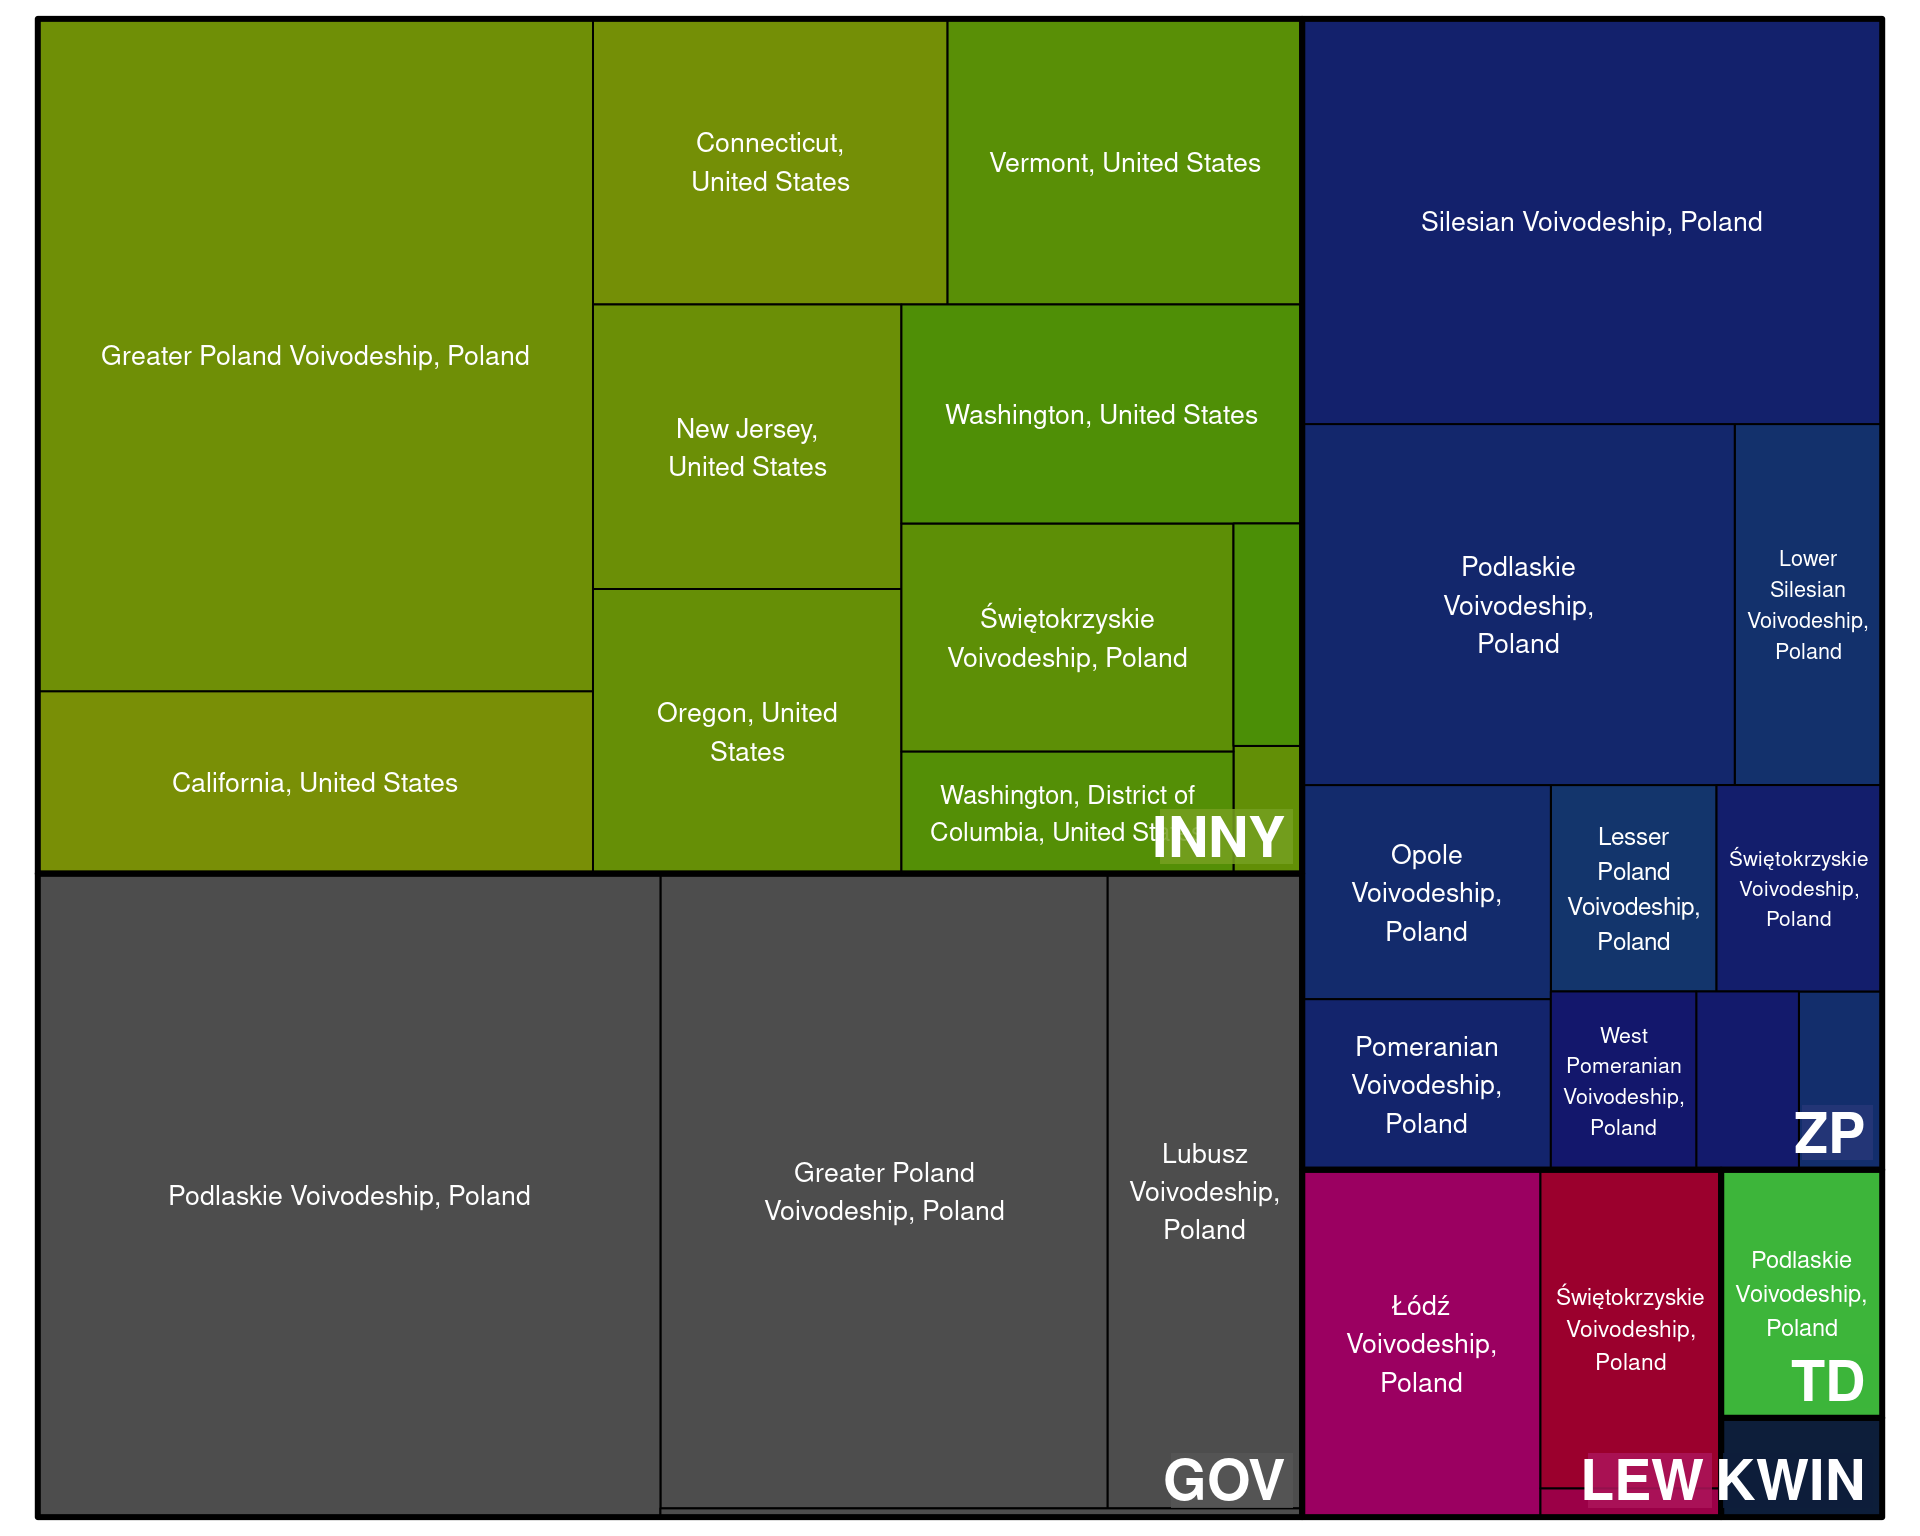 Greater Poland Voivodeship, Poland
California, United States
Connecticut,
United States
Vermont, United States
New Jersey,
United States
Washington, United States
Oregon, United
States
Świętokrzyskie
Voivodeship, Poland
Washington, District of
Columbia, United
INNY
Podlaskie Voivodeship, Poland
Greater Poland
Voivodeship, Poland
Lubusz
Voivodeship,
Poland
GOV
Silesian Voivodeship, Poland
Podlaskie
Voivodeship,
Poland
Lower
Silesian
Voivodeship,
Poland
Opole
Voivodeship,
Poland
Lesser
Poland
Voivodeship,
Poland
Świętokrzyskie
Voivodeship,
Poland
Pomeranian
Voivodeship,
Poland
West
Pomeranian
Voivodeship,
Poland
ZP
Łódź
Voivodeship,
Poland
Świętokrzyskie
Voivodeship,
Poland
LEW
Podlaskie
Voivodeship,
Poland
TD
KWIN